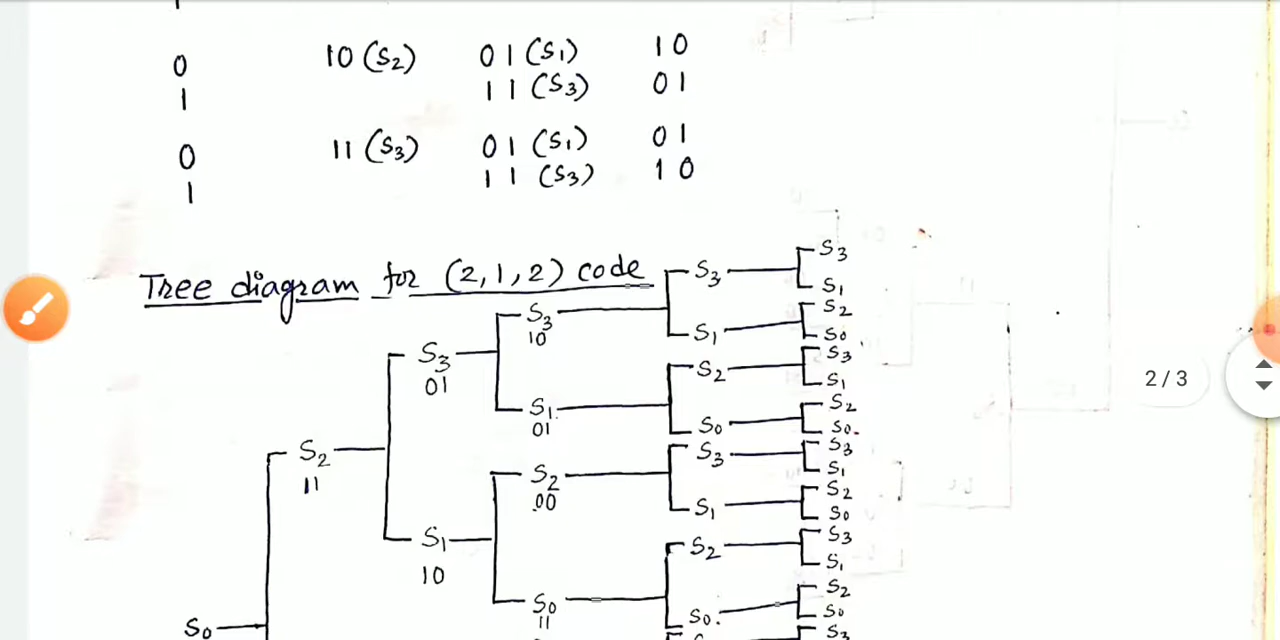 0 10 (S2) 01 (S1) 10
1 11 (S3) 01
0 11 (S3) 01 (S1) 01
1 11 (S3) 10
Tree diagram for (2,1,2) code
S3
S3
S1
S3
10
S2
S1
S0
S3
01
S3
S2
S1
S1
01
S2
S0
S0
S2
11
S3
S3
S1
S2
00
S2
S1
S0
2/3
S1
10
S3
S2
S1
S0
11
S2
S0
S0
S0
S3